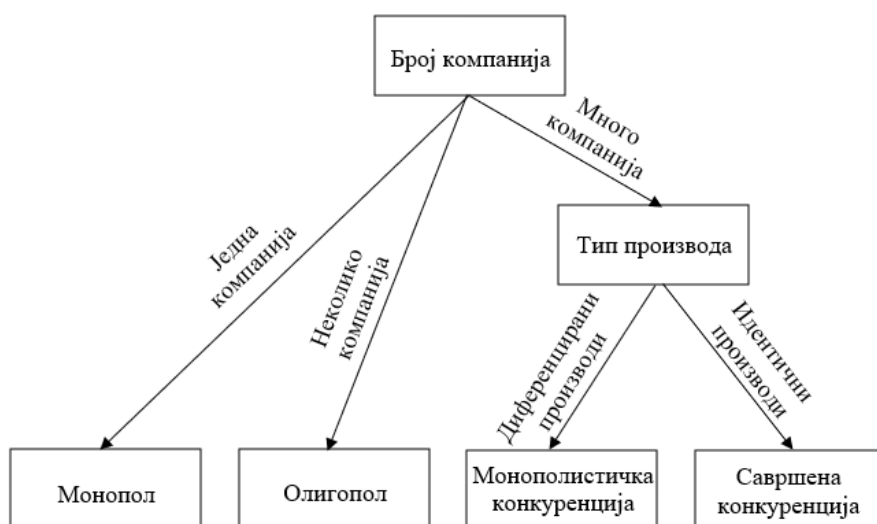 Број компанија
Много
компанија
Једна
компанија
Неколико
компанија
Тип производа
Диференцирани
производи
Идентични
производи
Монопол
Олигопол
Монополистичка
конкуренција
Савршена
конкуренција